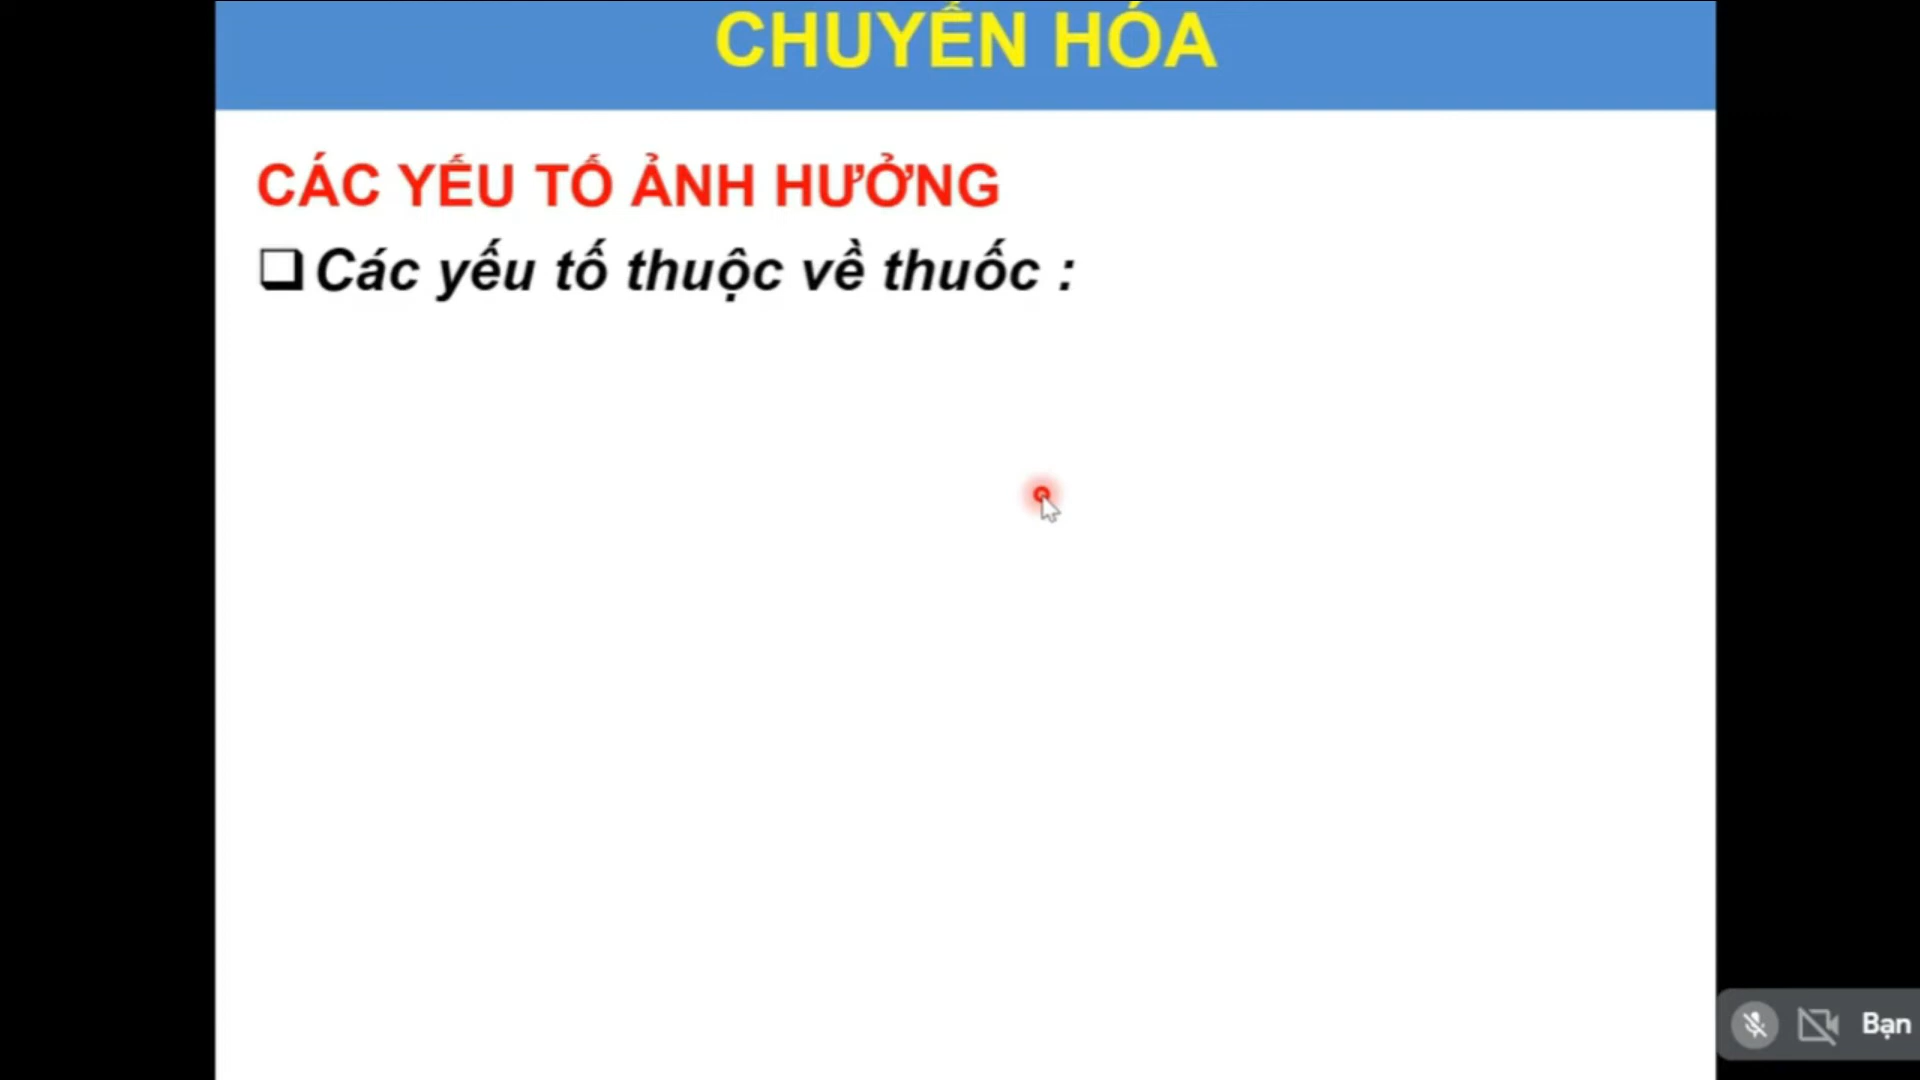 CHUYỂN HÓA
CÁC YẾU TỐ ẢNH HƯỞNG
❑Các yếu tố thuộc về thuốc :
Bạn